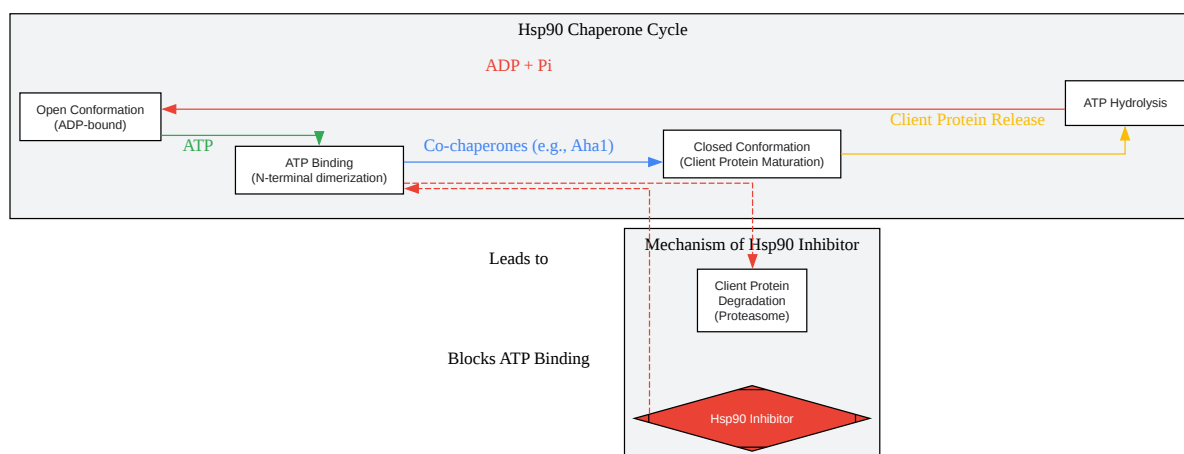 Hsp90 Chaperone Cycle
ADP + Pi
Open Conformation
(ADP-bound)
ATP Hydrolysis
Client Protein Release
ATP
Co-chaperones (e.g., Aha1)
ATP Binding
(N-terminal dimerization)
Closed Conformation
(Client Protein Maturation)
Mechanism of Hsp90 Inhibitor
Leads to
Client Protein
Degradation
(Proteasome)
Blocks ATP Binding
Hsp90 Inhibitor